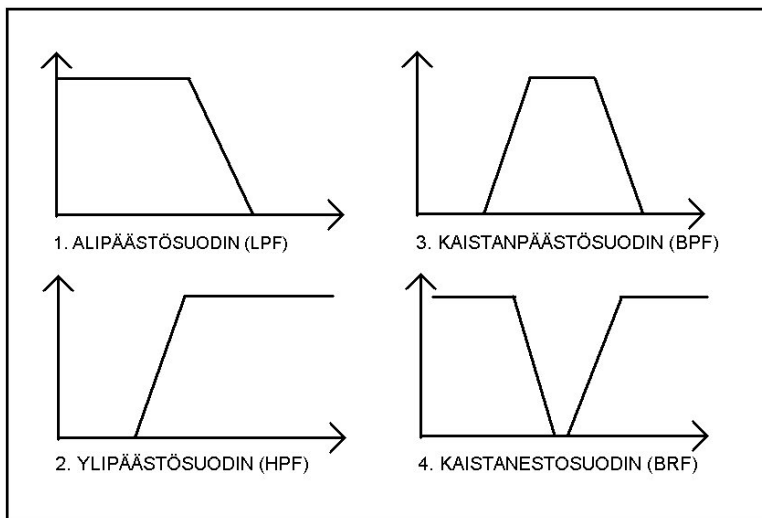 1. ALIPÄÄSTÖSUODIN (LPF)
2. YLIPÄÄSTÖSUODIN (HPF)
3. KAISTANPÄÄSTÖSUODIN (BPF)
4. KAISTANESTOSUODIN (BRF)